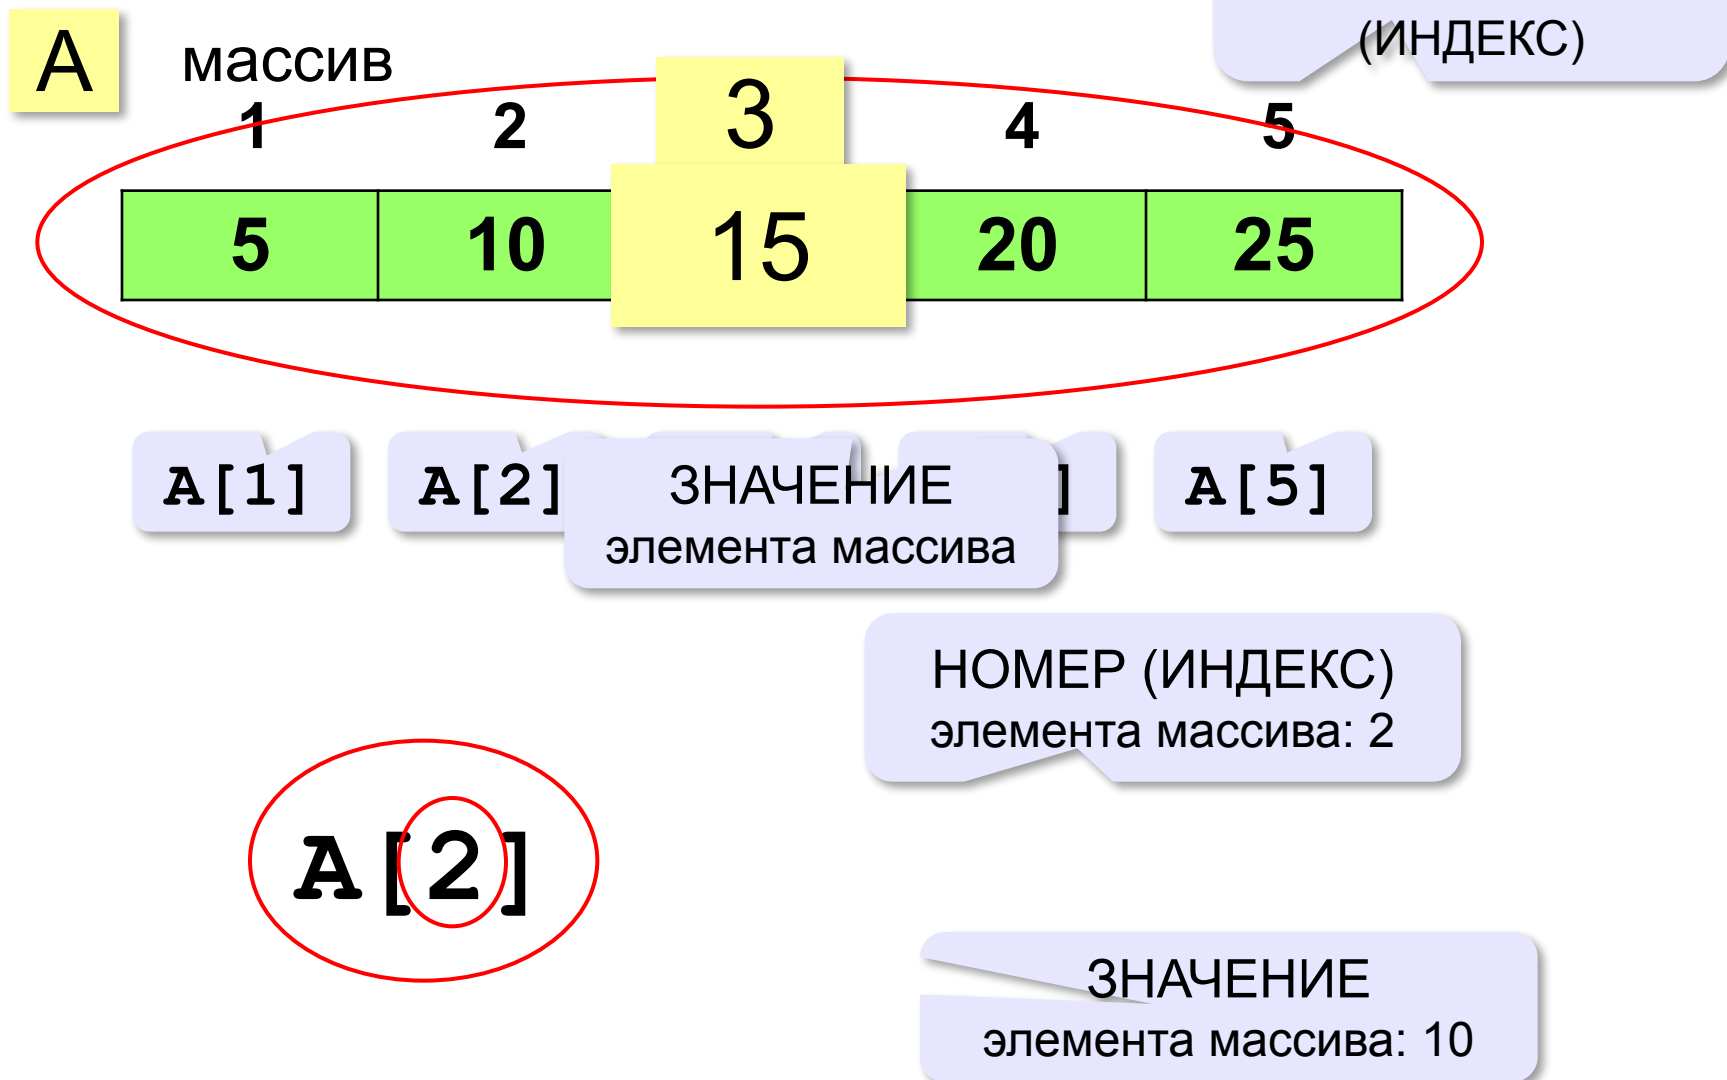 (ИНДЕКС)
A массив
1 2 3 4 5
5 10 15 20 25
A[1] A[2] ] A[5]
ЗНАЧЕНИЕ
элемента массива
НОМЕР (ИНДЕКС)
элемента массива: 2
A[2]
ЗНАЧЕНИЕ
элемента массива: 10